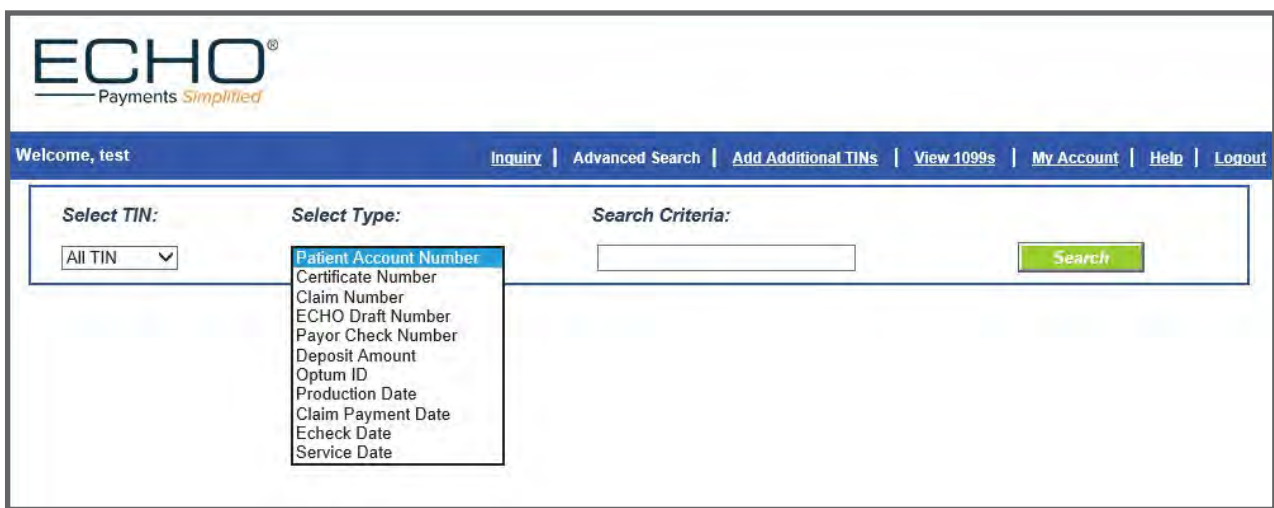 ECHO®
Payments Simplified
Welcome, test
Inquiry | Advanced Search | Add Additional TINs | View 1099s | My Account | Help | Logout
Select TIN: Select Type: Search Criteria:
All TIN
Patient Account Number
Search
Certificate Number
Claim Number
ECHO Draft Number
Payor Check Number
Deposit Amount
Optum ID
Production Date
Claim Payment Date
Echeck Date
Service Date